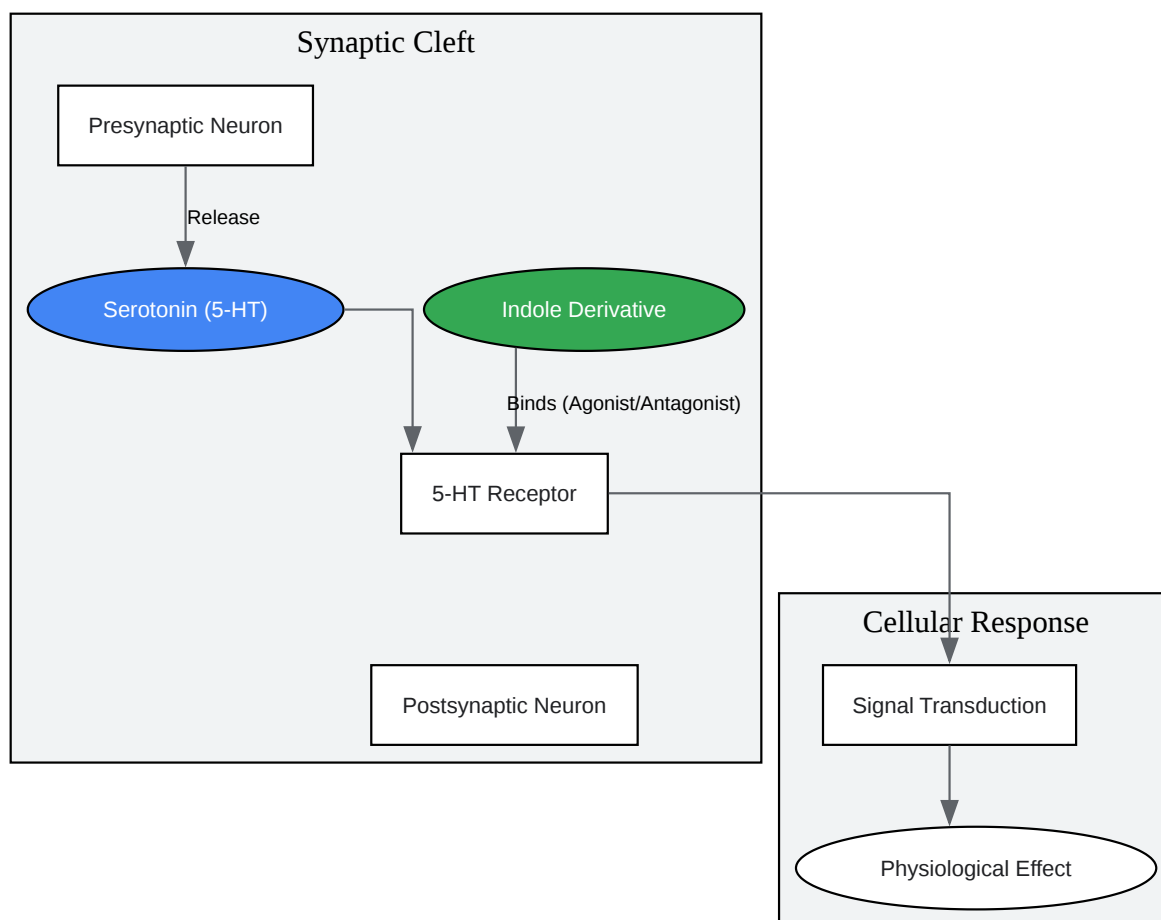 Synaptic Cleft
Presynaptic Neuron
Release
Serotonin (5-HT)
Indole Derivative
Binds (Agonist/Antagonist)
5-HT Receptor
Cellular Response
Postsynaptic Neuron
Signal Transduction
Physiological Effect